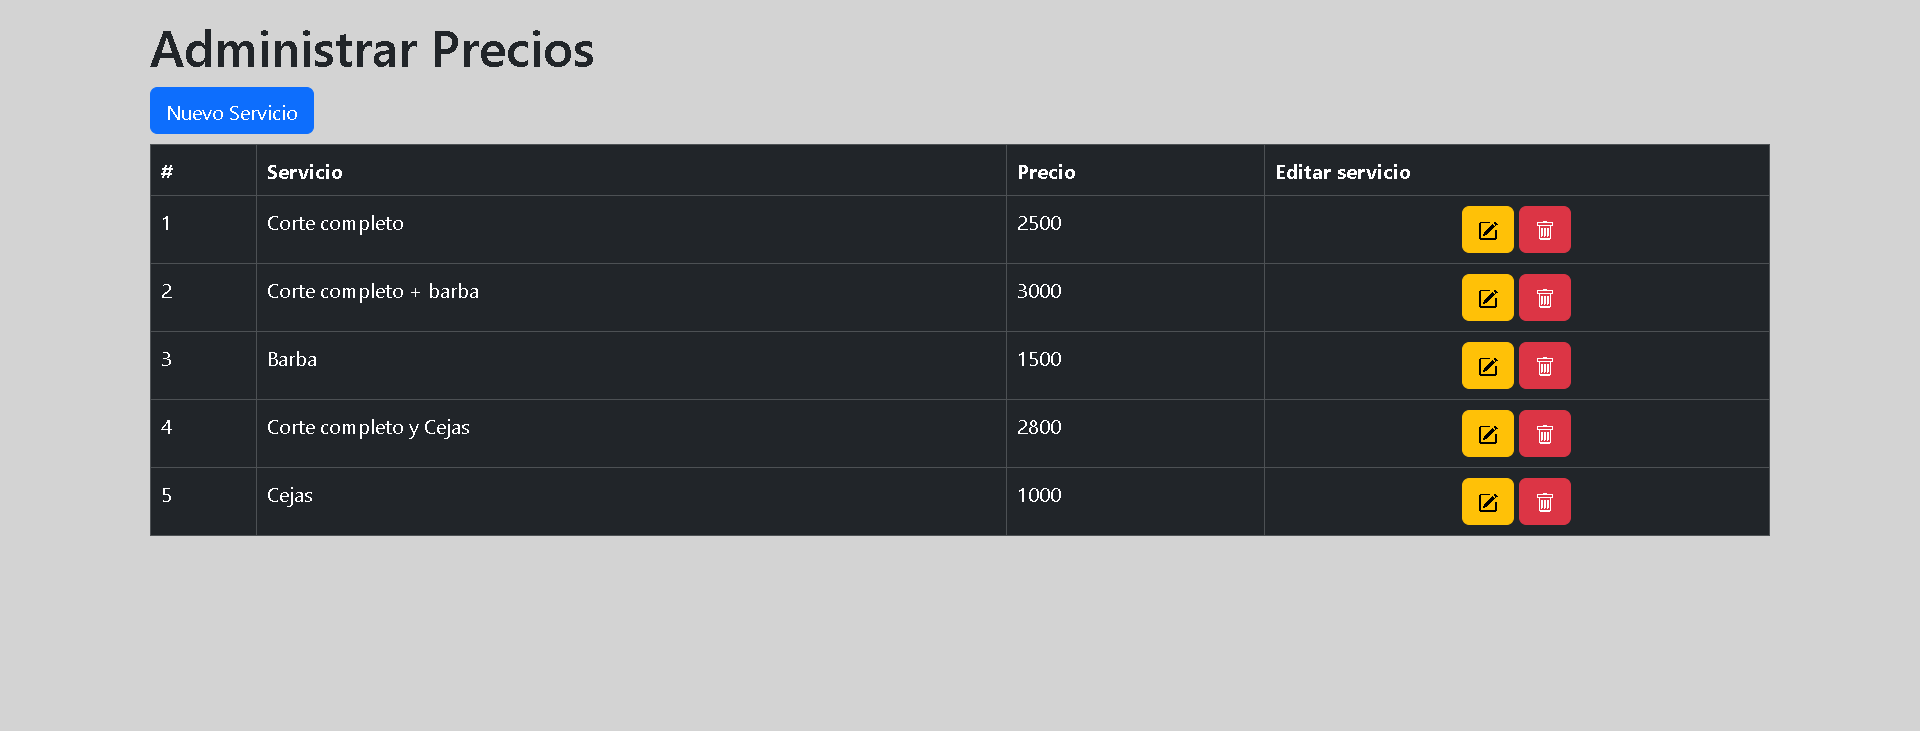 Administrar Precios
Nuevo Servicio
# Servicio Precio Editar servicio
1 Corte completo 2500
2 Corte completo + barba 3000
3 Barba 1500
4 Corte completo y Cejas 2800
5 Cejas 1000